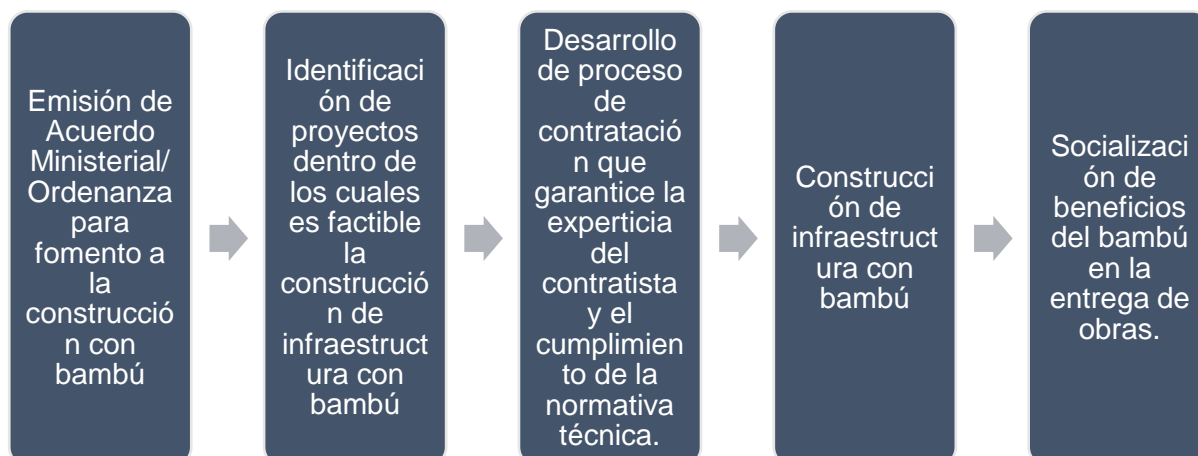 Emisión de
Acuerdo
Ministerial/
Ordenanza
para
fomento a
la
construcció
n con
bambú
Identificaci
ón de
proyectos
dentro de
los cuales
es factible
la
construcció
n de
infraestruct
ura con
bambú
Desarrollo
de proceso
de
contratació
n que
garantice la
experticia
del
contratista
y el
cumplimien
to de la
normativa
técnica.
Construcci
ón de
infraestruct
ura con
bambú
Socializaci
ón de
beneficios
del bambú
en la
entrega de
obras.